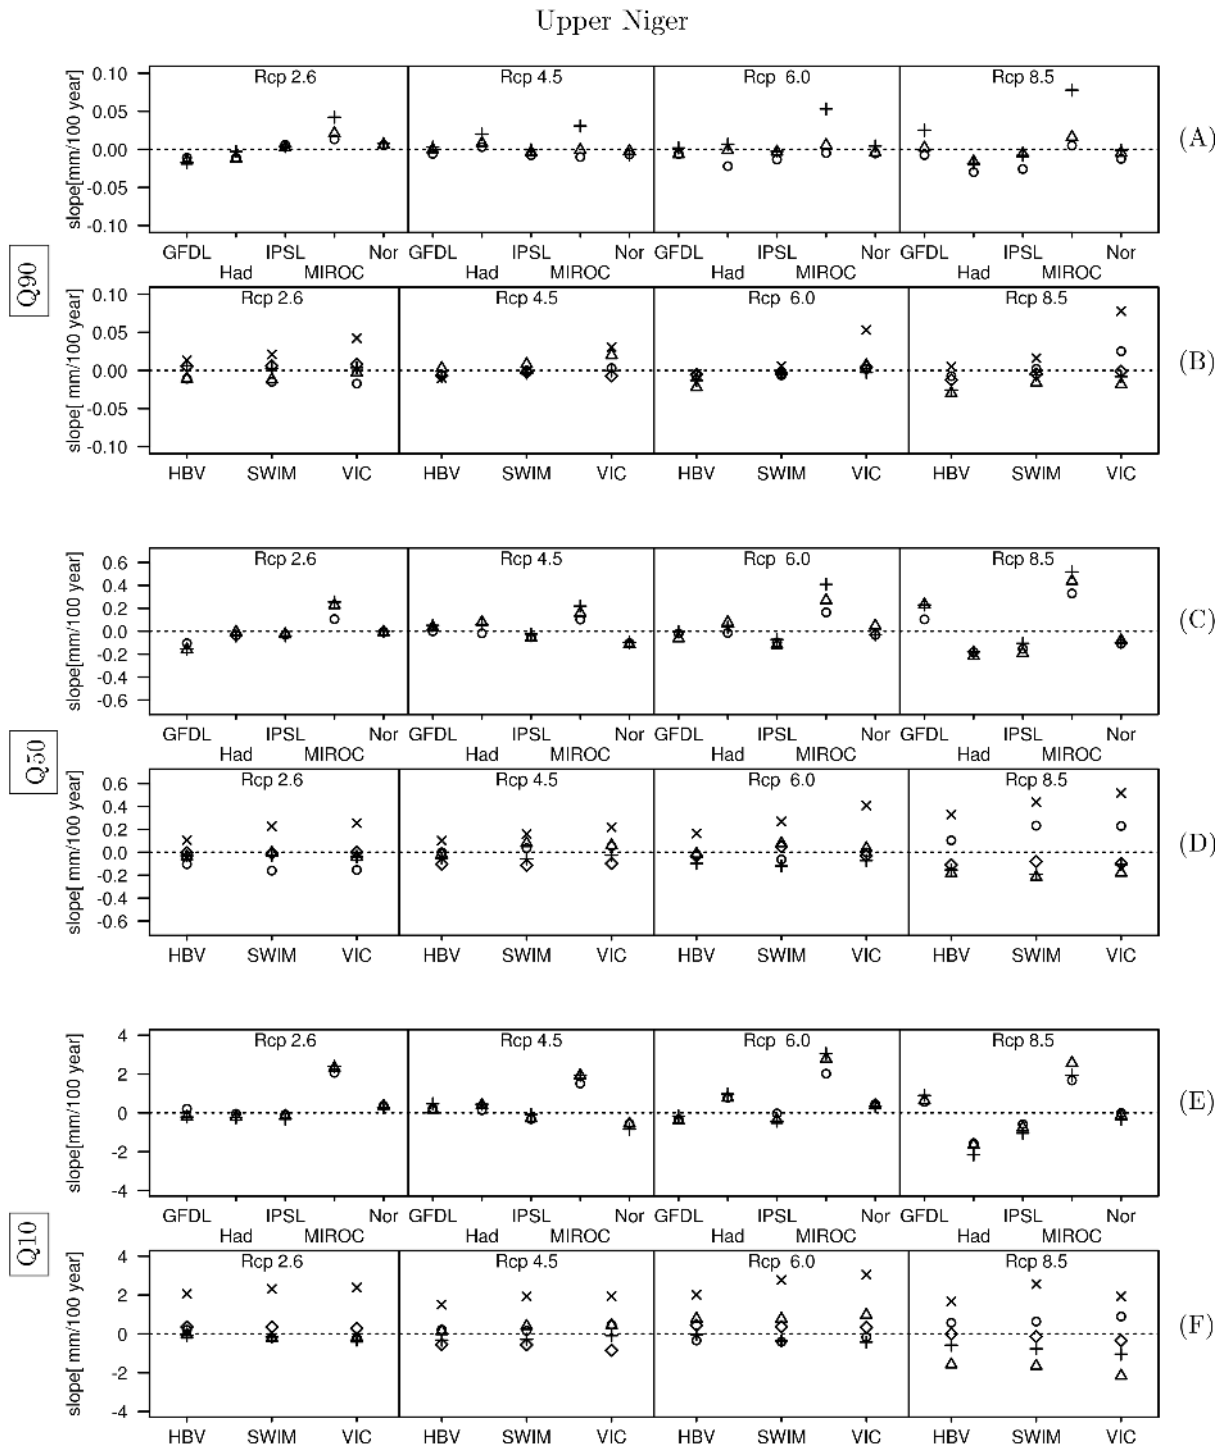 Upper Niger
Q90
slope[mm/100 year]
0.10
0.05
0.00
-0.05
-0.10
Rcp 2.6 Rcp 4.5 Rcp 6.0 Rcp 8.5
(A)
GFDL IPSL Nor GFDL IPSL Nor GFDL IPSL Nor GFDL IPSL Nor
Had MIROC Had MIROC Had MIROC Had MIROC
slope[ mm/100 year]
0.10
0.05
0.00
-0.05
-0.10
Rcp 2.6 Rcp 4.5 Rcp 6.0 Rcp 8.5
(B)
HBV SWIM VIC HBV SWIM VIC HBV SWIM VIC HBV SWIM VIC
Q50
slope[mm/100 year]
0.6
0.4
0.2
0.0
-0.2
-0.4
-0.6
Rcp 2.6 Rcp 4.5 Rcp 6.0 Rcp 8.5
(C)
GFDL IPSL Nor GFDL IPSL Nor GFDL IPSL Nor GFDL IPSL Nor
Had MIROC Had MIROC Had MIROC Had MIROC
slope[ mm/100 year]
0.6
0.4
0.2
0.0
-0.2
-0.4
-0.6
Rcp 2.6 Rcp 4.5 Rcp 6.0 Rcp 8.5
(D)
HBV SWIM VIC HBV SWIM VIC HBV SWIM VIC HBV SWIM VIC
Q10
slope[mm/100 year]
4
2
0
-2
-4
Rcp 2.6 Rcp 4.5 Rcp 6.0 Rcp 8.5
(E)
GFDL IPSL Nor GFDL IPSL Nor GFDL IPSL Nor GFDL IPSL Nor
Had MIROC Had MIROC Had MIROC Had MIROC
slope[ mm/100 year]
4
2
0
-2
-4
Rcp 2.6 Rcp 4.5 Rcp 6.0 Rcp 8.5
(F)
HBV SWIM VIC HBV SWIM VIC HBV SWIM VIC HBV SWIM VIC